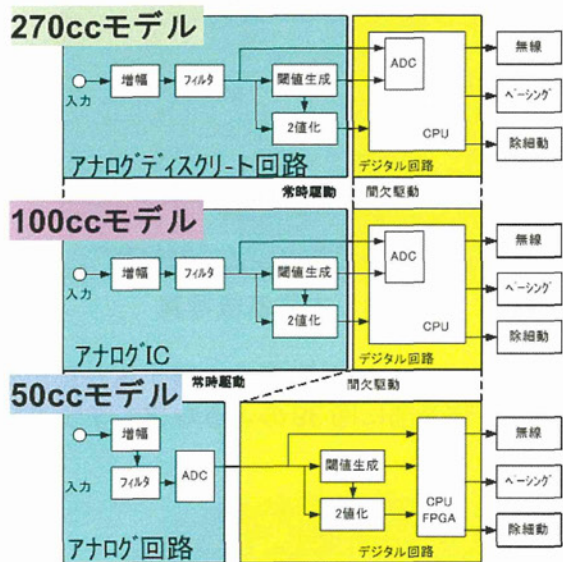 270ccモデル
増幅
フィルタ
閾値生成
2値化
入力
アナログディスクリート回路
ADC
CPU
デジタル回路
無線
ペーシング
除細動
常時駆動
間欠駆動
100ccモデル
増幅
フィルタ
閾値生成
2値化
入力
アナログIC
ADC
CPU
デジタル回路
無線
ペーシング
除細動
常時駆動
間欠駆動
50ccモデル
増幅
フィルタ
ADC
入力
アナログ回路
閾値生成
2値化
CPU
FPGA
デジタル回路
無線
ペーシング
除細動